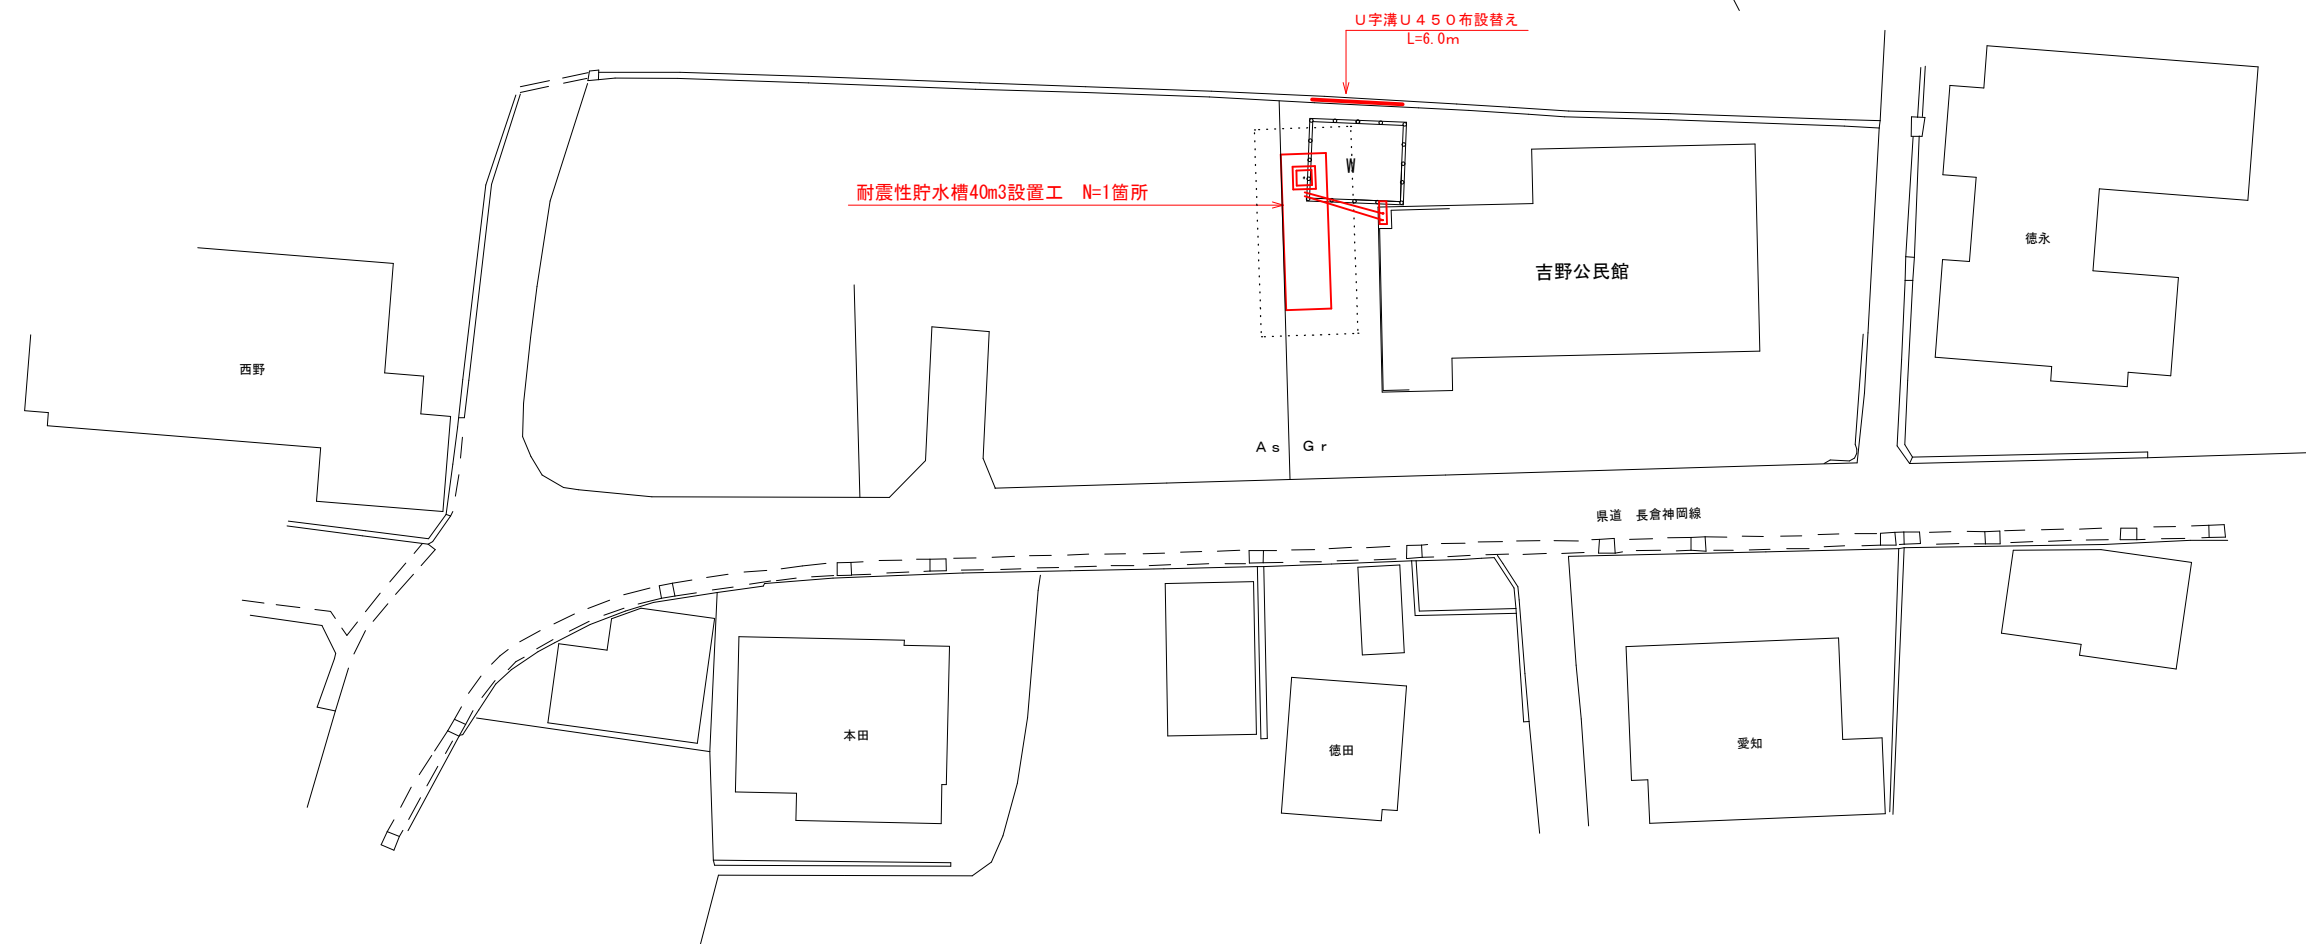 U字溝U450布設替え
L=6.0m
耐震性貯水槽40m3設置工 N=1箇所
W
徳永
吉野公民館
西野
As Gr
県道 長倉神岡線
本田
徳田
愛知